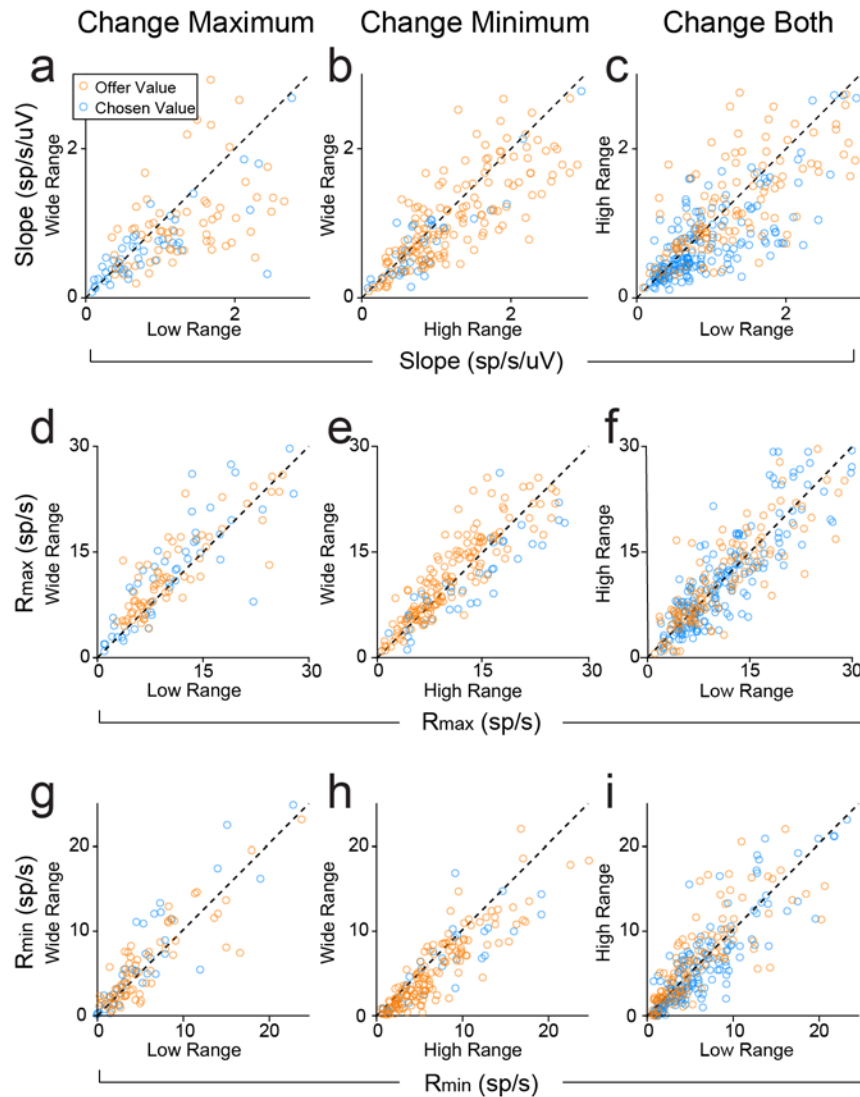 Change Maximum Change Minimum Change Both
a b c
Offer Value
Chosen Value
Slope (sp/s/uV)
Wide Range Wide Range High Range
2 2 2
0 0 0
0 2 0 2 0 2
Low Range High Range Low Range
Slope (sp/s/uV)
d e f
30 30 30
Rmax (sp/s)
Wide Range Wide Range High Range
15 15 15
0 0 0
0 15 30 0 15 30 0 15 30
Low Range High Range Low Range
Rmax (sp/s)
g h i
20 20 20
Rmin (sp/s)
Wide Range Wide Range High Range
10 10 10
0 0 0
0 10 20 0 10 20 0 10 20
Low Range High Range Low Range
Rmin (sp/s)